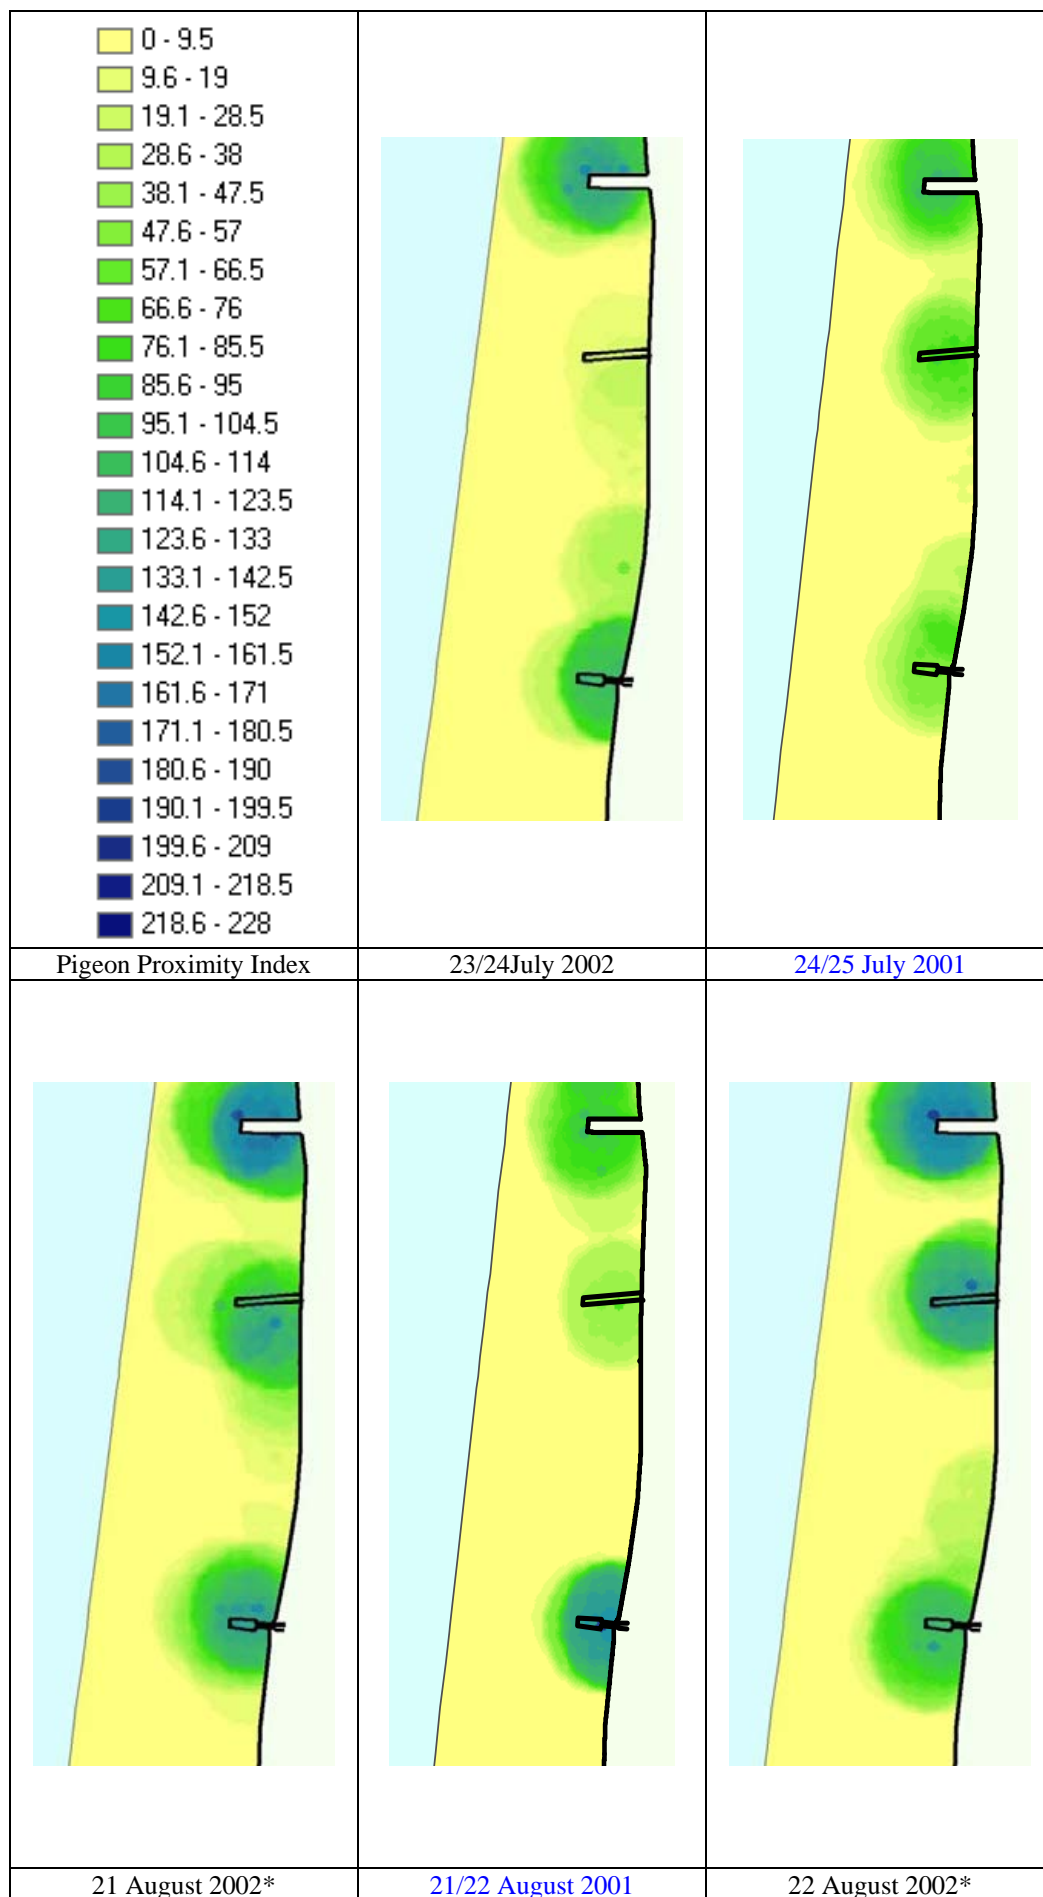 0 - 9.5
9.6 - 19
19.1 - 28.5
28.6 - 38
38.1 - 47.5
47.6 - 57
57.1 - 66.5
66.6 - 76
76.1 - 85.5
85.6 - 95
95.1 - 104.5
104.6 - 114
114.1 - 123.5
123.6 - 133
133.1 - 142.5
142.6 - 152
152.1 - 161.5
161.6 - 171
171.1 - 180.5
180.6 - 190
190.1 - 199.5
199.6 - 209
209.1 - 218.5
218.6 - 228
Pigeon Proximity Index
23/24July 2002
24/25 July 2001
21 August 2002*
21/22 August 2001
22 August 2002*